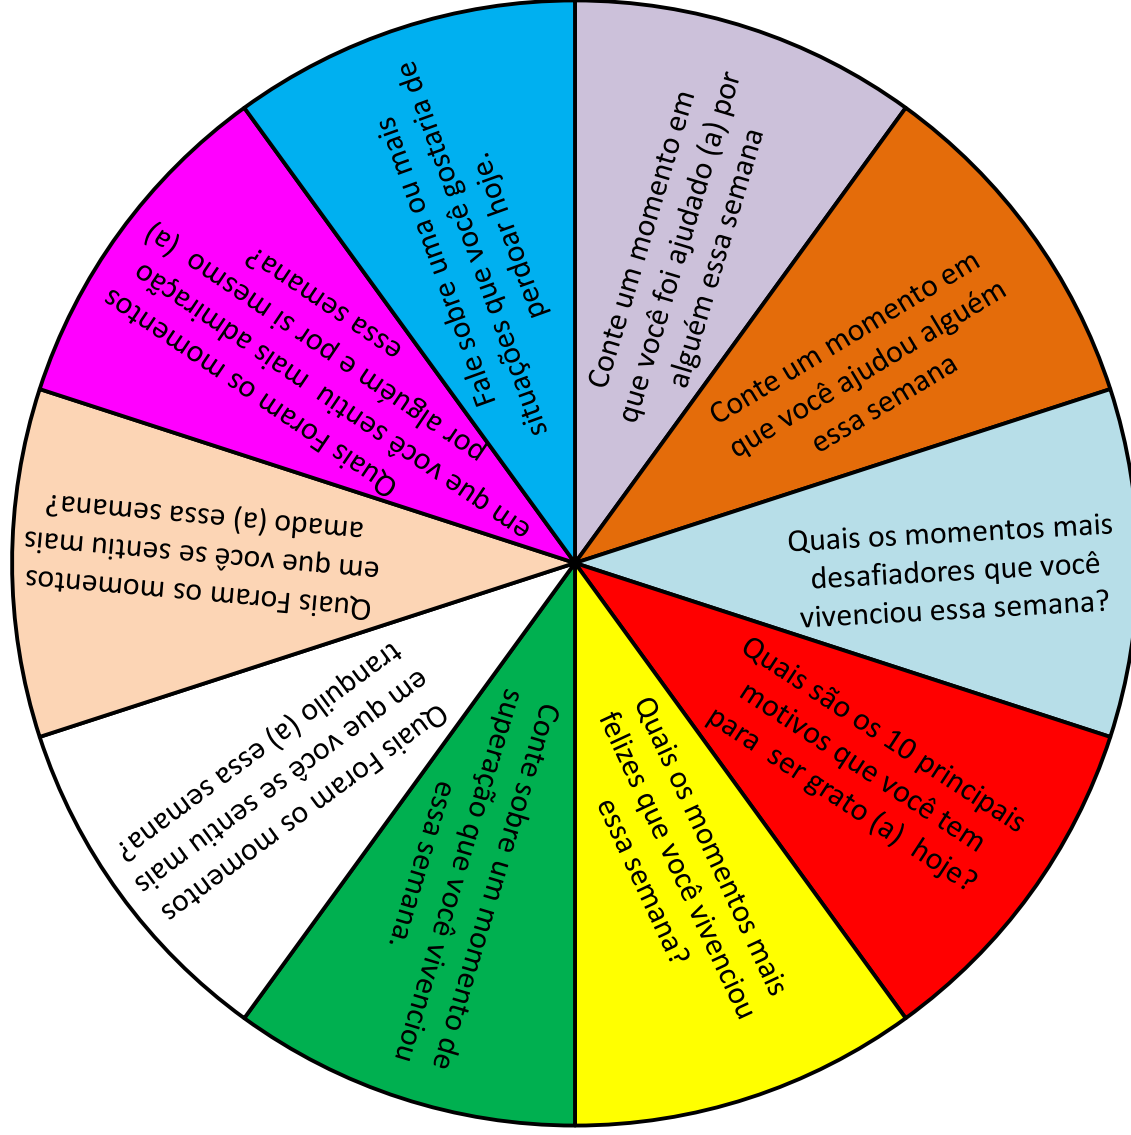 Conte um momento em
que você foi ajudado (a) por
alguém essa semana
Conte um momento em
que você ajudou alguém
essa semana
Quais os momentos mais
desafiadores que você
vivenciou essa semana?
Quais são os 10 principais
motivos que você tem
para  ser grato (a)  hoje?
Quais os momentos mais
felizes que você vivenciou
essa semana?
Conte sobre um momento de
superação que você vivenciou
essa semana.
Quais Foram os momentos
em que você se sentiu mais
tranquilo (a) essa semana?
Quais Foram os momentos
em que você se sentiu mais
amado (a) essa semana?
Quais Foram os momentos
em que você sentiu  mais admiração
por alguém e por si mesmo  (a)
essa semana?
Fale sobre uma ou mais
situações que você gostaria de
perdoar hoje.